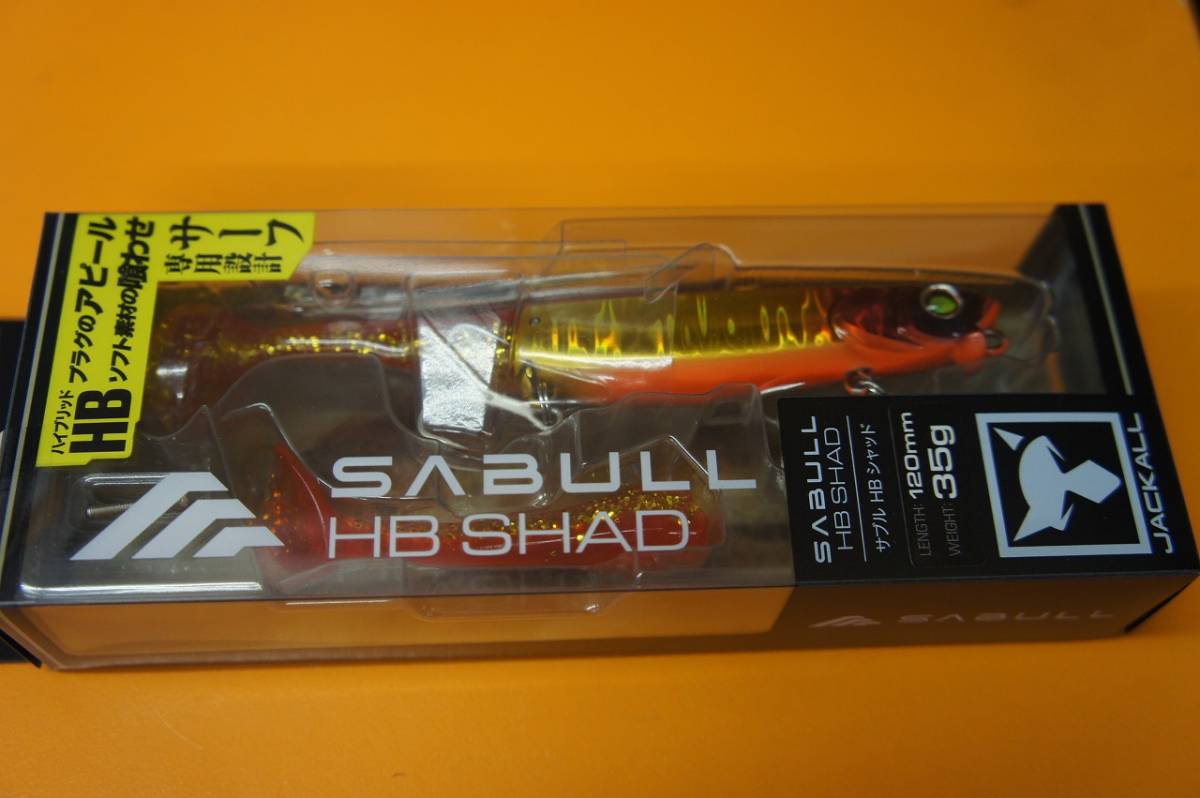 ハイブリッド
HB
プラグのアピール
ソフト素材の喰わせ
サーフ
専用設計
SABULL
HB SHAD
SABULL
HB SHAD
サブル HB シャッド
LENGTH: 120mm
WEIGHT: 35g
JACKALL
SABULL